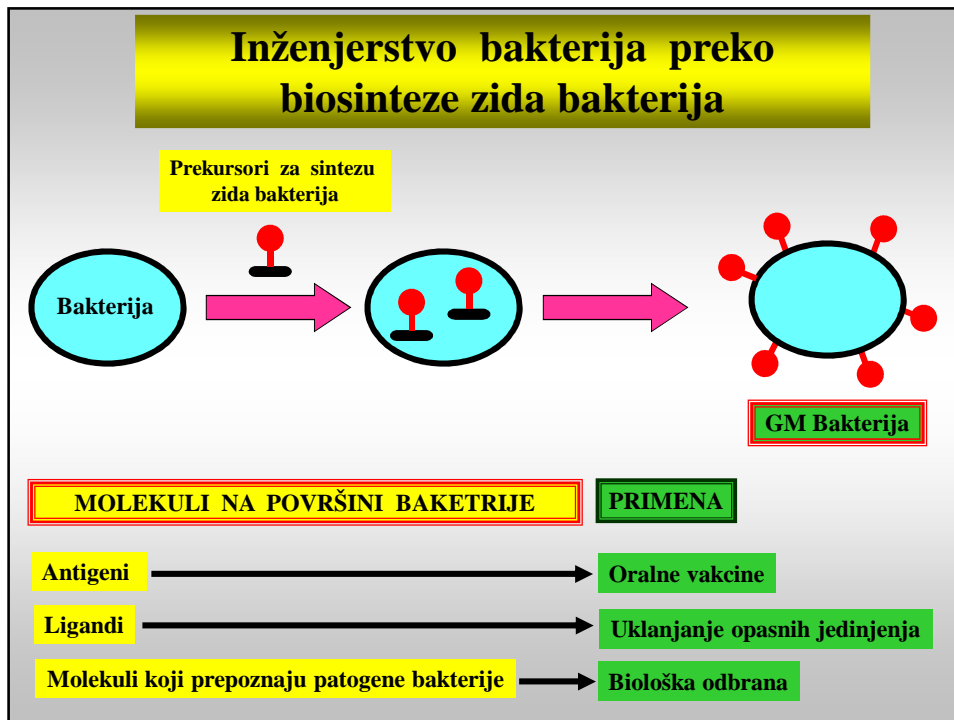 Inženjerstvo bakterija preko
biosinteze zida bakterija
Prekursori za sintezu
zida bakterija
Bakterija
GM Bakterija
MOLEKULI NA POVRŠINI BAKETRIJE
PRIMENA
Antigeni
Oralne vakcine
Ligandi
Uklanjanje opasnih jedinjenja
Molekuli koji prepoznaju patogene bakterije
Biološka odbrana